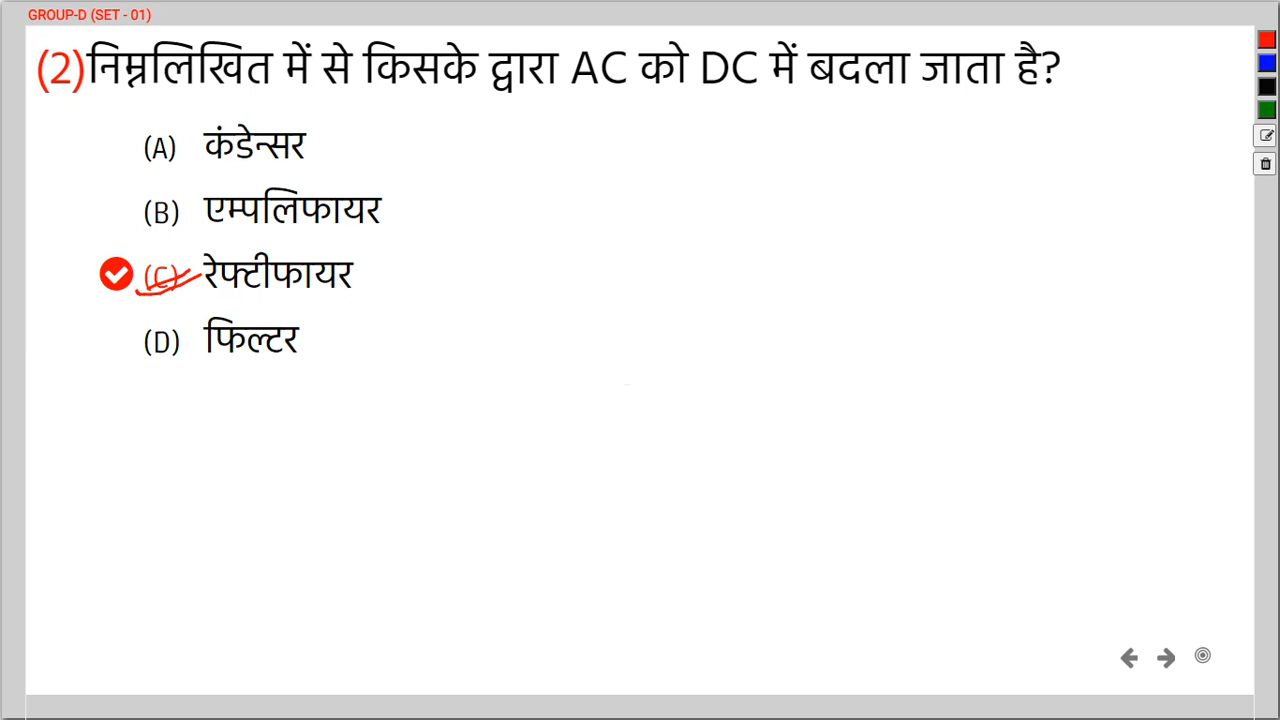 GROUP-D (SET - 01)
(2)निम्नलिखित में से किसके द्वारा AC को DC में बदला जाता है?
(A) कंडेन्सर
(B) एम्पलिफायर
(C) रेफ्टीफायर
(D) फिल्टर